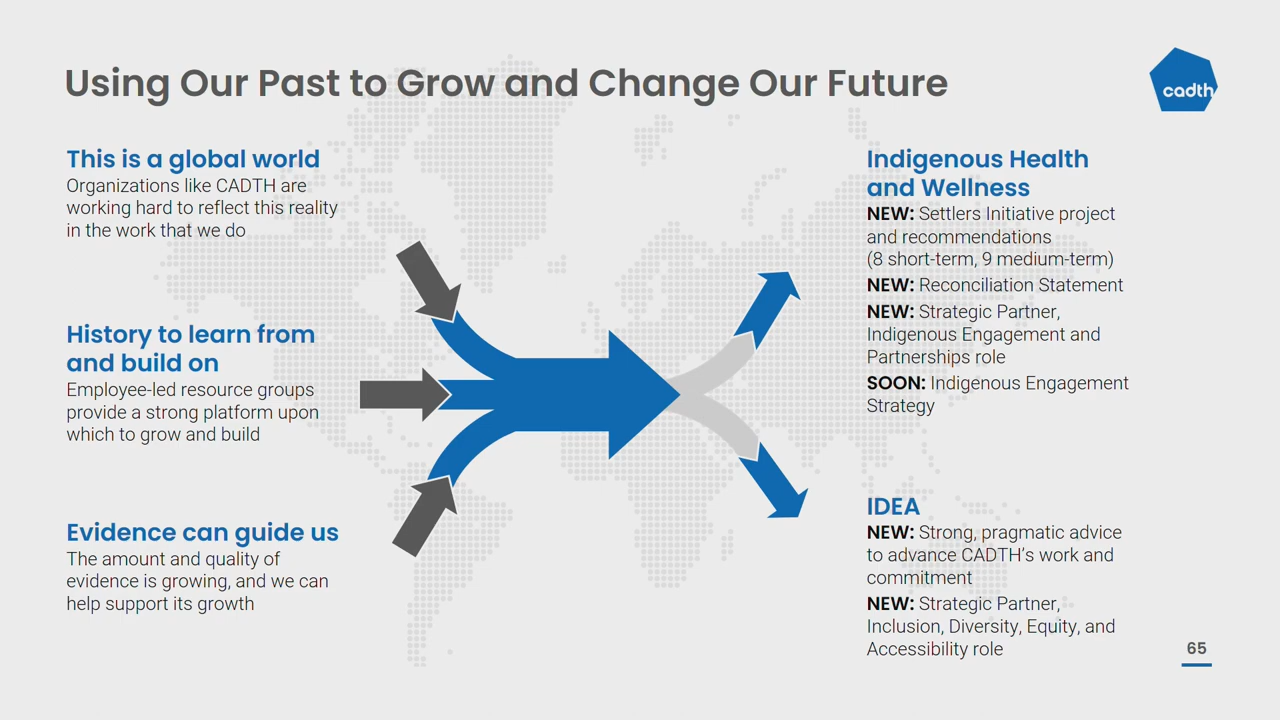 Using Our Past to Grow and Change Our Future
cadth
This is a global world
Organizations like CADTH are
working hard to reflect this reality
in the work that we do
History to learn from
and build on
Employee-led resource groups
provide a strong platform upon
which to grow and build
Evidence can guide us
The amount and quality of
evidence is growing, and we can
help support its growth
Indigenous Health
and Wellness
NEW: Settlers Initiative project
and recommendations
(8 short-term, 9 medium-term)
NEW: Reconciliation Statement
NEW: Strategic Partner,
Indigenous Engagement and
Partnerships role
SOON: Indigenous Engagement
Strategy
IDEA
NEW: Strong, pragmatic advice
to advance CADTH’s work and
commitment
NEW: Strategic Partner,
Inclusion, Diversity, Equity, and
Accessibility role
65